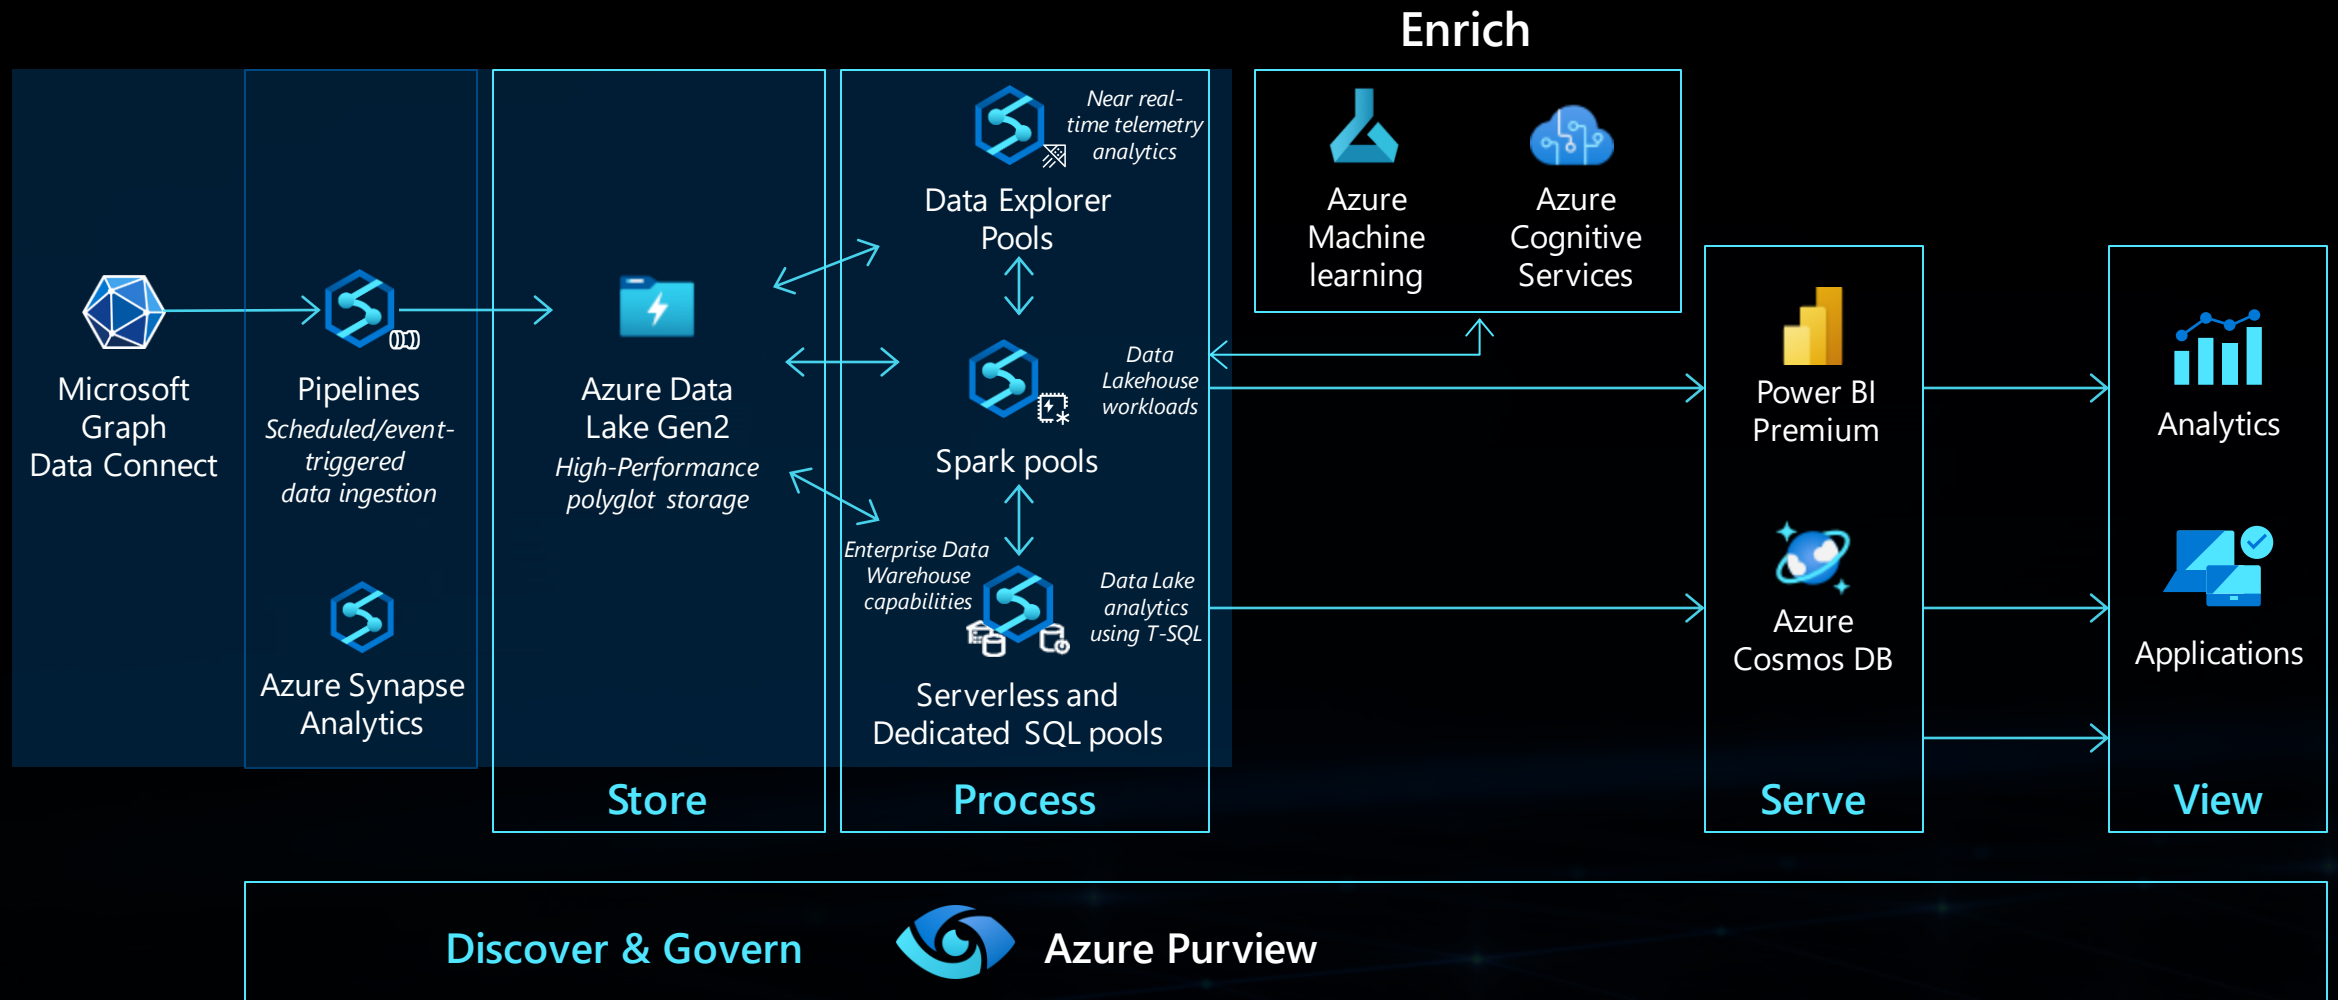 Enrich
Microsoft
Graph
Data Connect
Pipelines
Scheduled/event-
triggered
data ingestion
Azure Synapse
Analytics
Azure Data
Lake Gen2
High-Performance
polyglot storage
Store
Near real-
time telemetry
analytics
Data Explorer
Pools
Data
Lakehouse
workloads
Spark pools
Enterprise Data
Warehouse
capabilities
Data Lake
analytics
using T-SQL
Serverless and
Dedicated SQL pools
Process
Azure
Machine
learning
Azure
Cognitive
Services
Power BI
Premium
Azure
Cosmos DB
Serve
Analytics
Applications
View
Discover & Govern
Azure Purview